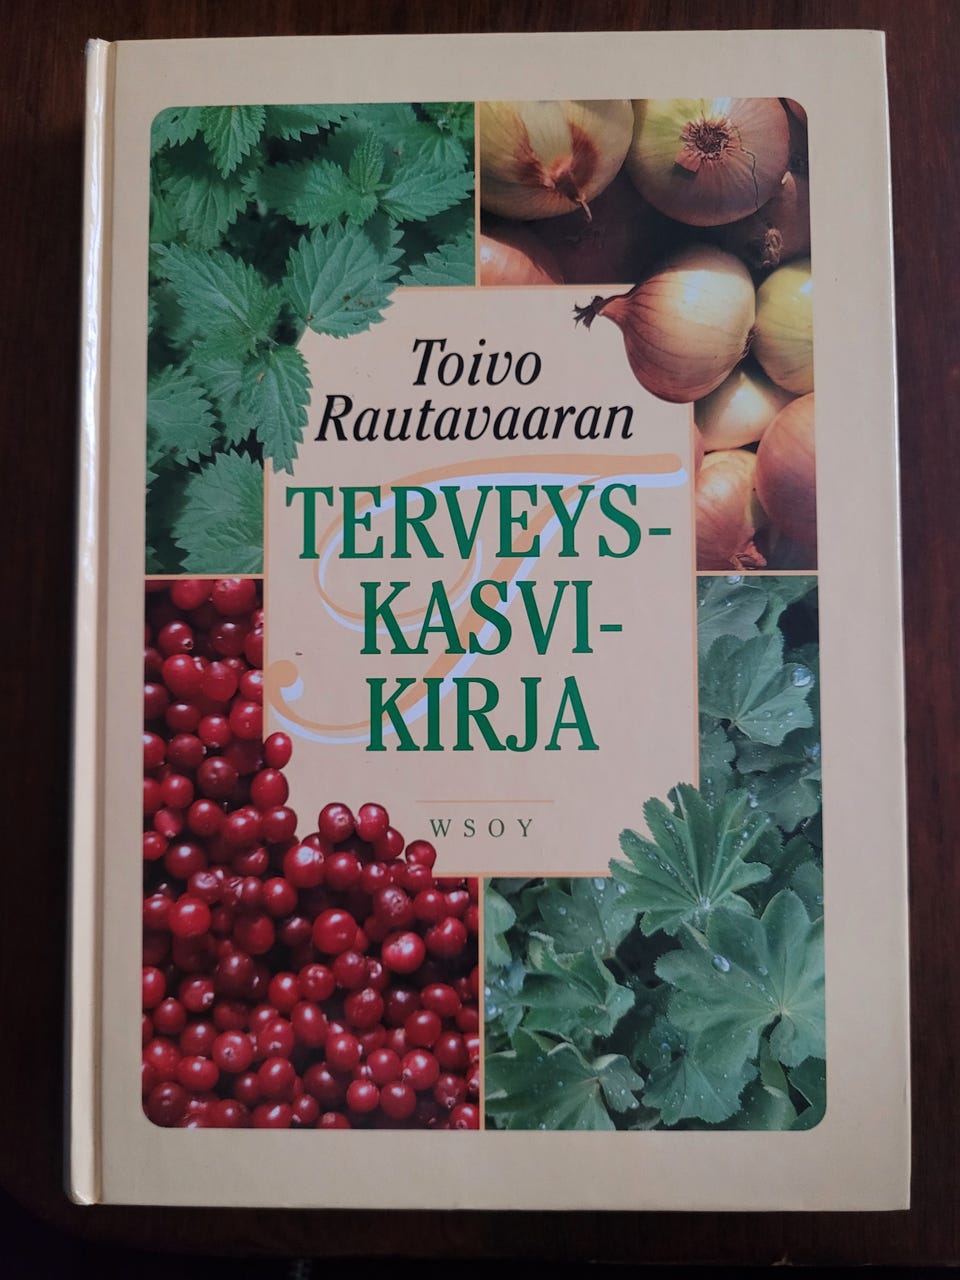 Toivo
Rautavaaran
TERVEYS-
KASVI-
KIRJA
WSOY